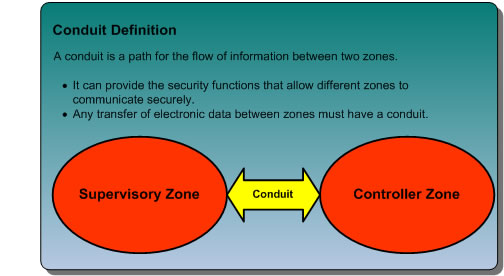 Conduit Definition
A conduit is a path for the flow of information between two zones.
• It can provide the security functions that allow different zones to
communicate securely.
• Any transfer of electronic data between zones must have a conduit.
Supervisory Zone
Conduit
Controller Zone